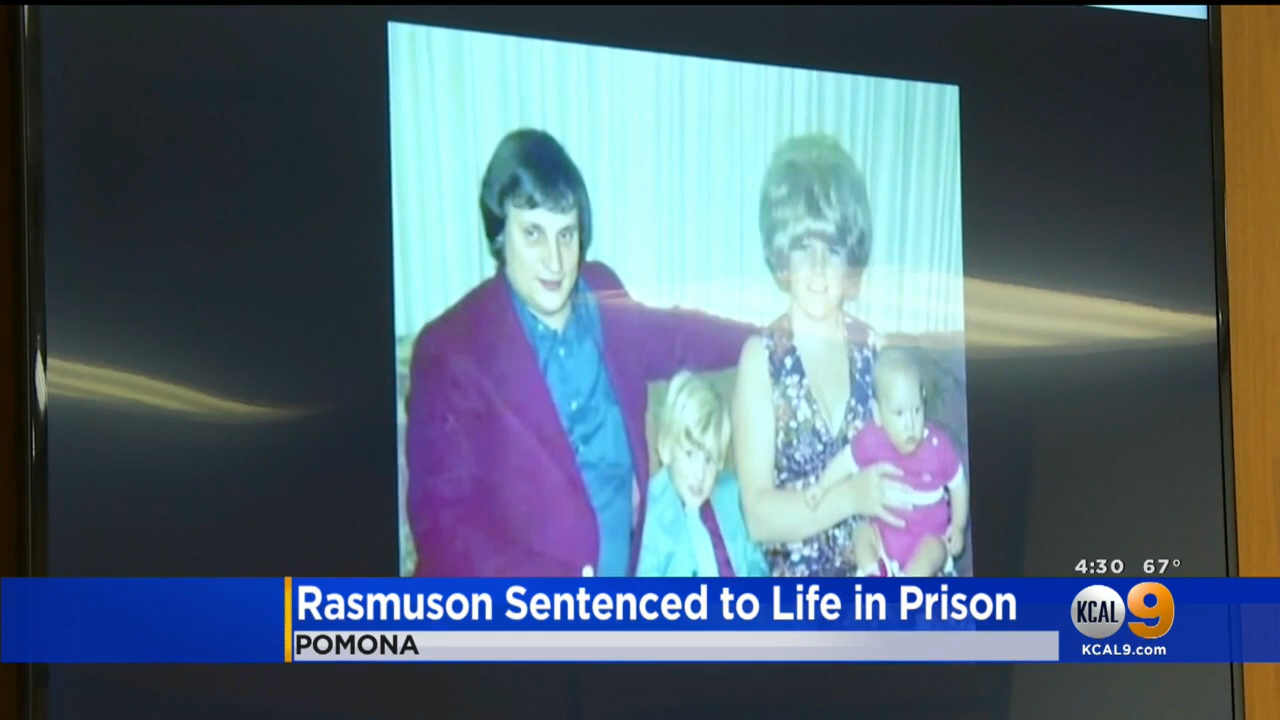 4:30 67°
Rasmuson Sentenced to Life in Prison
KCAL 9
POMONA
KCAL9.com